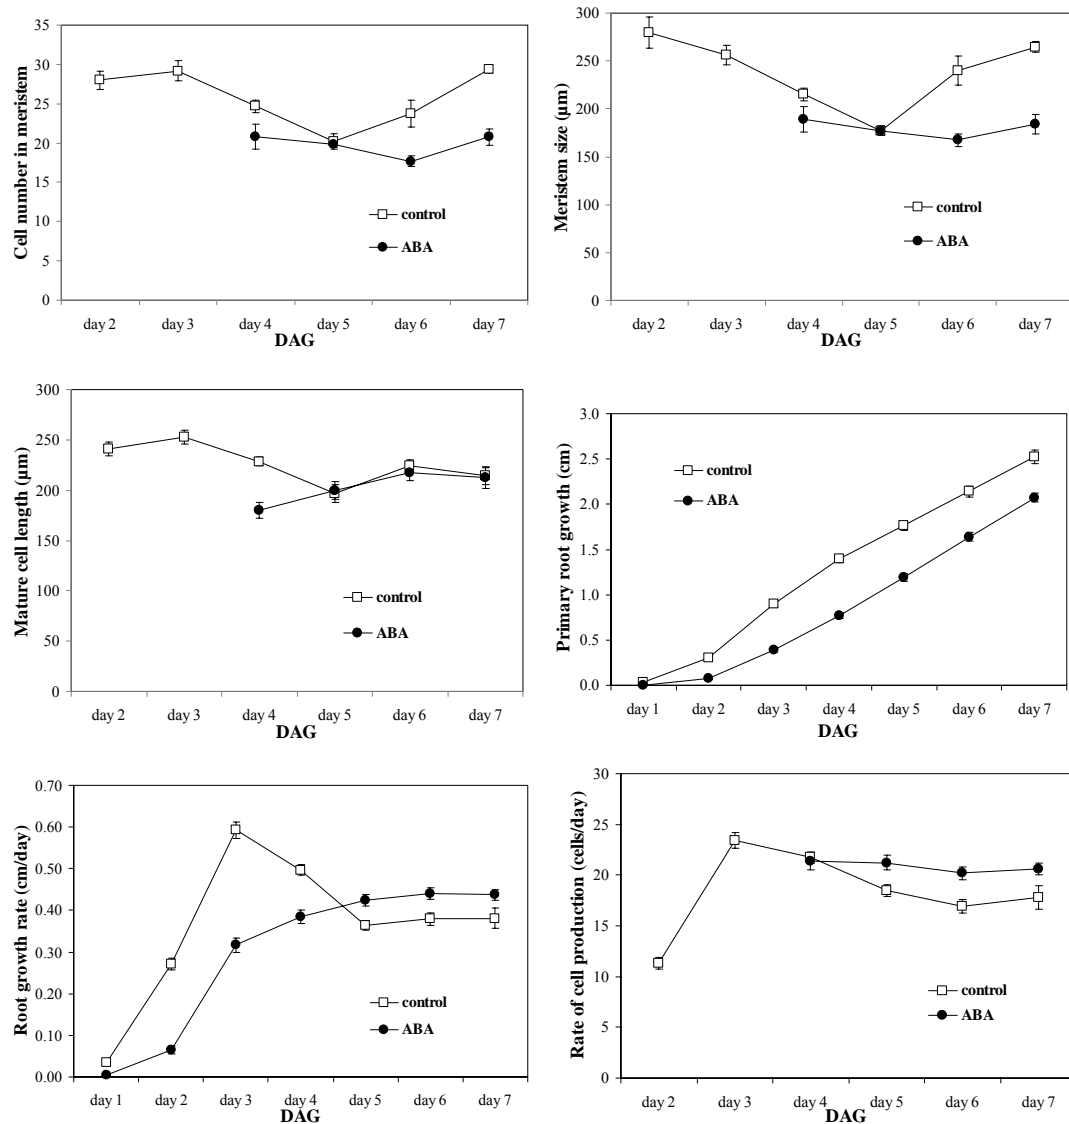 Cell number in meristem
35
30
25
20
15
10
5
0
day 2 day 3 day 4 day 5 day 6 day 7
DAG
control
ABA
Meristem size (µm)
300
250
200
150
100
50
0
day 2 day 3 day 4 day 5 day 6 day 7
DAG
control
ABA
Mature cell length (µm)
300
250
200
150
100
50
0
day 2 day 3 day 4 day 5 day 6 day 7
DAG
control
ABA
Primary root growth (cm)
3.0
2.5
2.0
1.5
1.0
0.5
0.0
day 1 day 2 day 3 day 4 day 5 day 6 day 7
DAG
control
ABA
Root growth rate (cm/day)
0.70
0.60
0.50
0.40
0.30
0.20
0.10
0.00
day 1 day 2 day 3 day 4 day 5 day 6 day 7
DAG
control
ABA
Rate of cell production (cells/day)
30
25
20
15
10
5
0
day 2 day 3 day 4 day 5 day 6 day 7
DAG
control
ABA